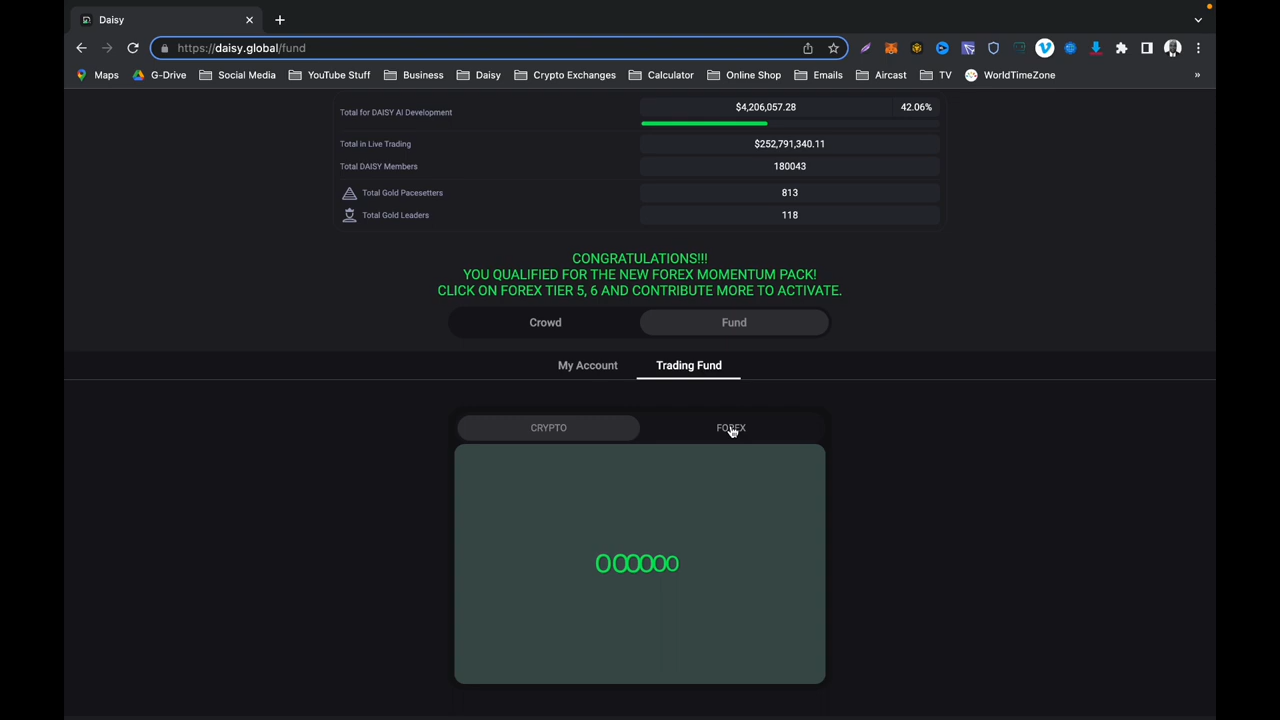 Daisy
https://daisy.global/fund
Maps G-Drive Social Media YouTube Stuff Business Daisy Crypto Exchanges Calculator Online Shop Emails Aircast TV WorldTimeZone »
Total for DAISY AI Development $4,206,057.28 42.06%
Total in Live Trading $252,791,340.11
Total DAISY Members 180043
Total Gold Pacesetters 813
Total Gold Leaders 118
CONGRATULATIONS!!!
YOU QUALIFIED FOR THE NEW FOREX MOMENTUM PACK!
CLICK ON FOREX TIER 5, 6 AND CONTRIBUTE MORE TO ACTIVATE.
Crowd Fund
My Account Trading Fund
CRYPTO FOREX